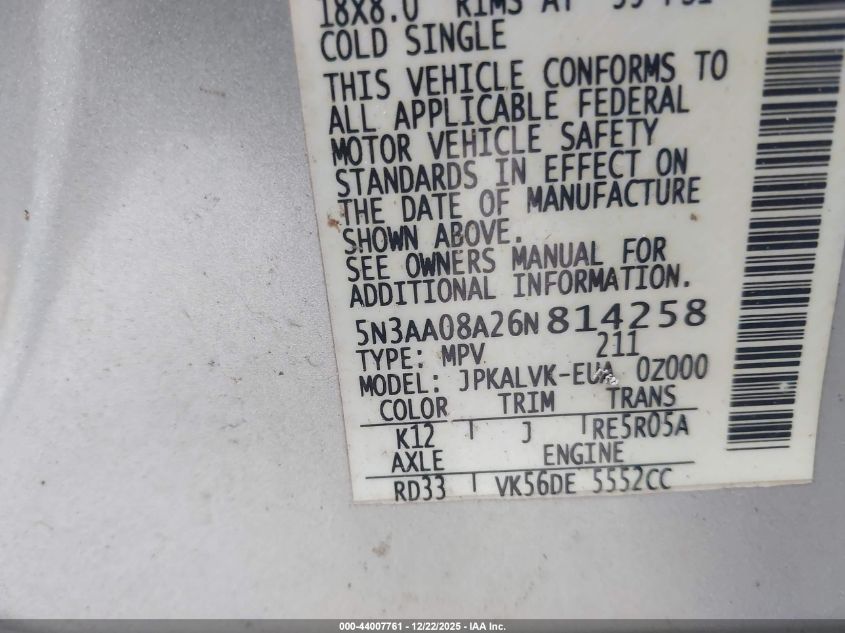 18X8.0 RIMS AT 35 PSI
COLD SINGLE
THIS VEHICLE CONFORMS TO
ALL APPLICABLE FEDERAL
MOTOR VEHICLE SAFETY
STANDARDS IN EFFECT ON
THE DATE OF MANUFACTURE
SHOWN ABOVE.
SEE OWNERS MANUAL FOR
ADDITIONAL INFORMATION.
5N3AA08A26N814258
TYPE: MPV 211
MODEL: JPKALVK-EUA 0Z000
COLOR TRIM TRANS
K12 J RE5R05A
AXLE ENGINE
RD33 VK56DE 5552CC
000-44007761 - 12/22/2025 - IAA Inc.